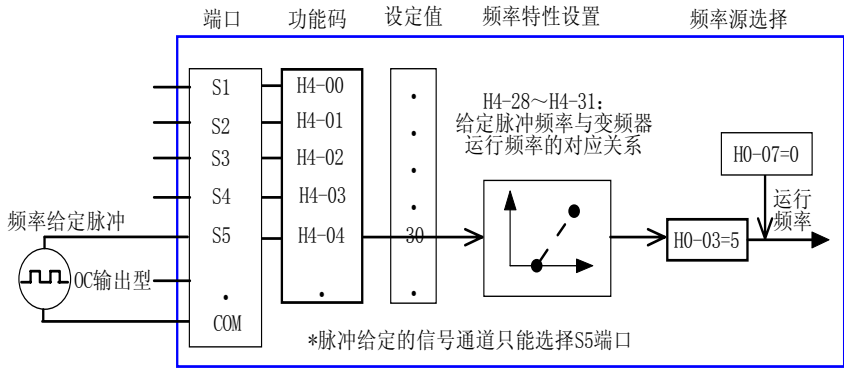 端口 功能码 设定值 频率特性设置 频率源选择
S1 H4-00
S2 H4-01
S3 H4-02
S4 H4-03
S5 H4-04 30
COM
H4-28～H4-31：
给定脉冲频率与变频器
运行频率的对应关系
H0-07=0
运行
频率
H0-03=5
频率给定脉冲
OC输出型
*脉冲给定的信号通道只能选择S5端口